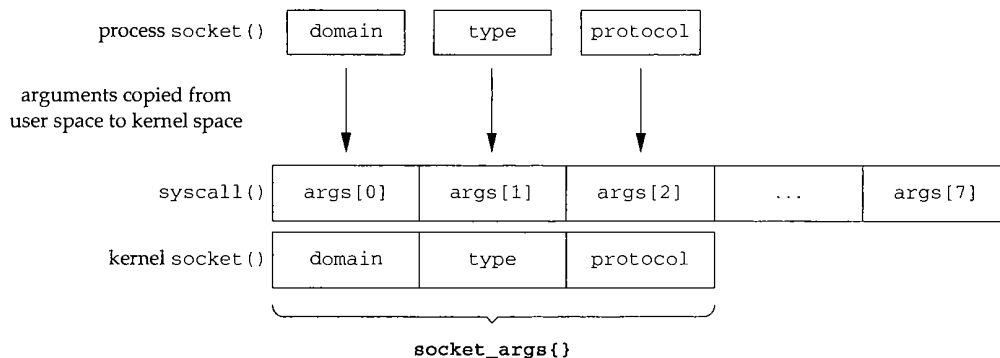 process socket() domain type protocol
arguments copied from
user space to kernel space
syscall() args[0] args[1] args[2] ... args[7]
kernel socket() domain type protocol
socket_args{}